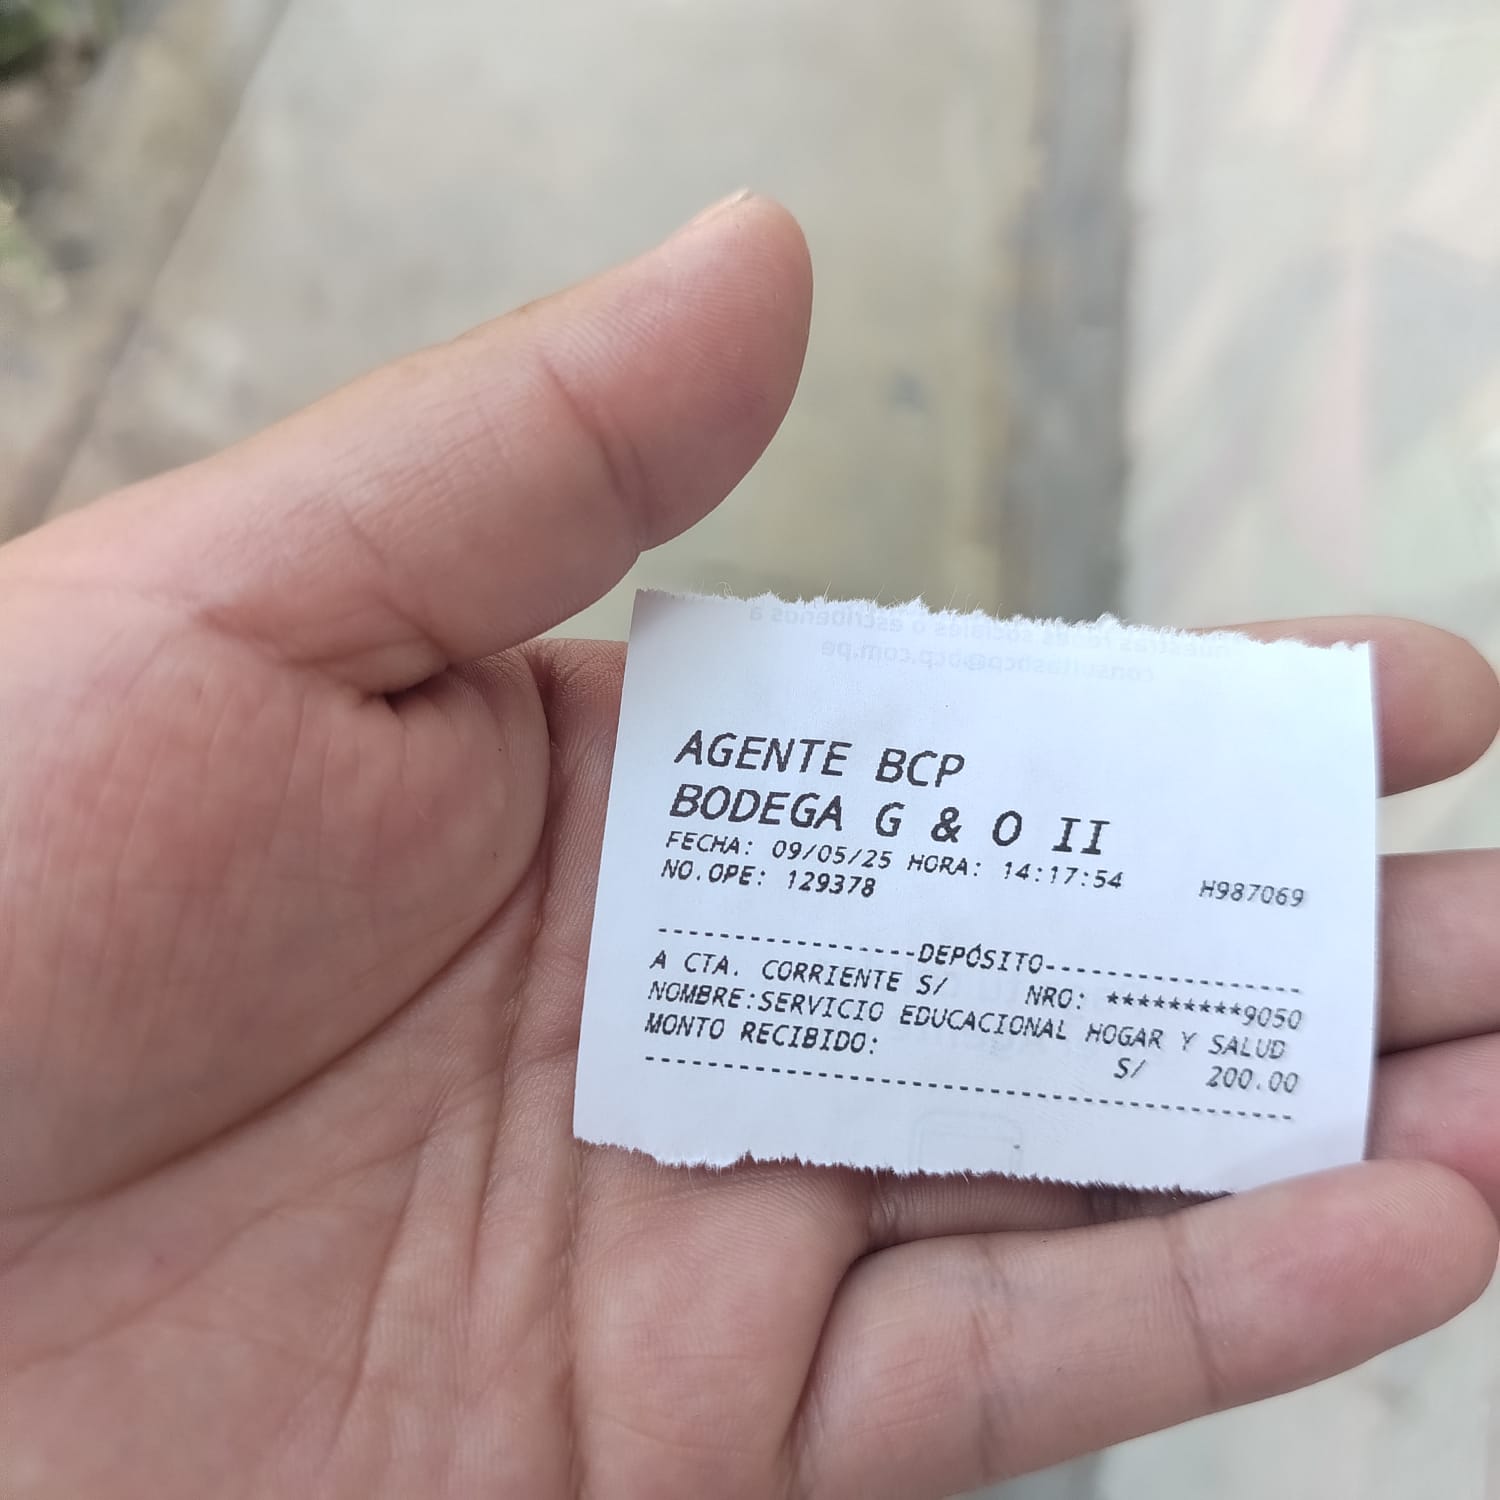 AGENTE BCP
BODEGA G & O II
FECHA: 09/05/25 HORA: 14:17:54 H987069
NO.OPE: 129378
-----------------DEPÓSITO-----------------
A CTA. CORRIENTE S/ NRO: *********9050
NOMBRE:SERVICIO EDUCACIONAL HOGAR Y SALUD
MONTO RECIBIDO: S/ 200.00
------------------------------------------